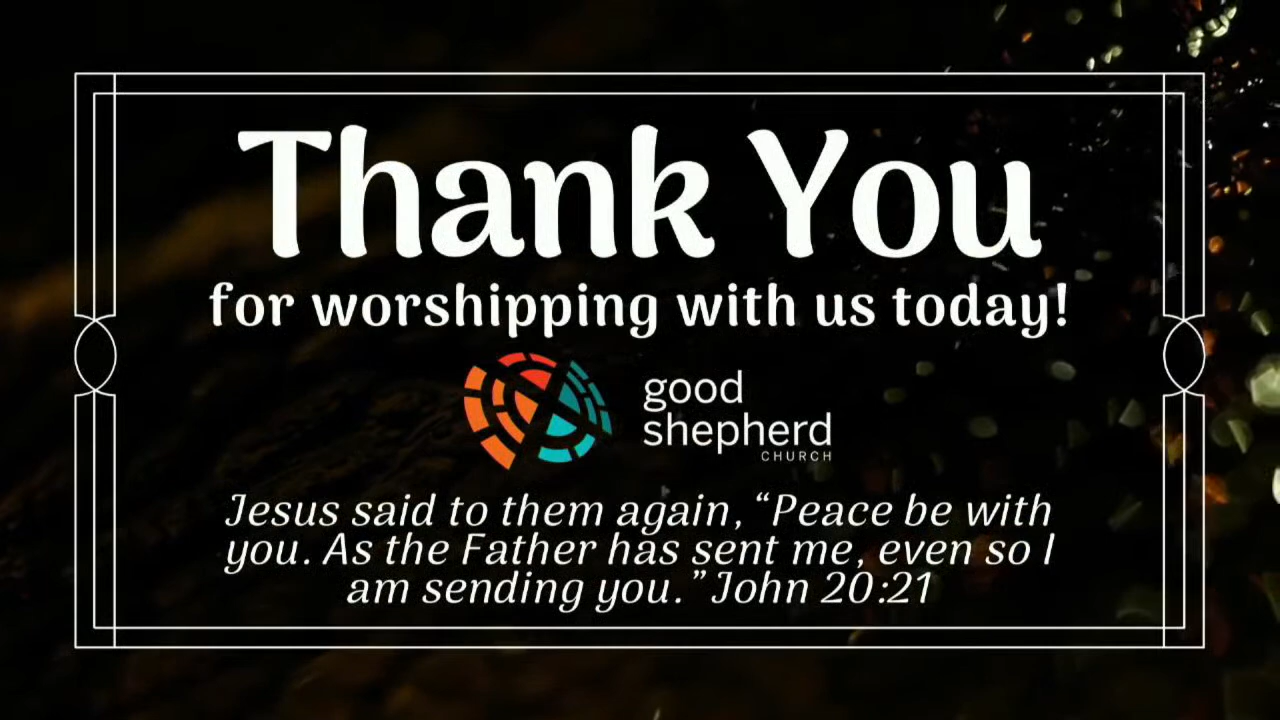 Thank You
for worshipping with us today!
good
shepherd
CHURCH
Jesus said to them again, “Peace be with
you. As the Father has sent me, even so I
am sending you.” John 20:21